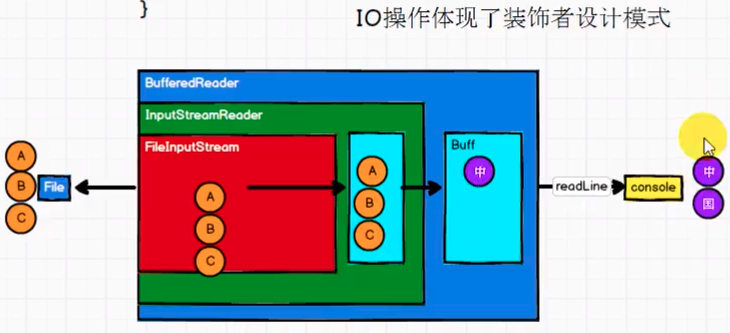 }
IO操作体现了装饰者设计模式
BufferedReader
InputStreamReader
FileInputStream
Buff
A
B
C
File
A
B
C
A
B
C
中
readLine
console
中
国